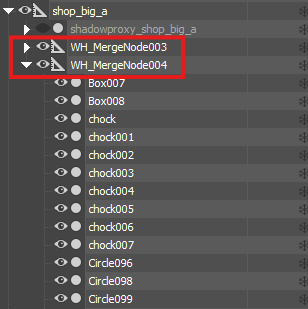 shop_big_a
shadowproxy_shop_big_a
WH_MergeNode003
WH_MergeNode004
Box007
Box008
chock
chock001
chock002
chock003
chock004
chock005
chock006
chock007
Circle096
Circle098
Circle099